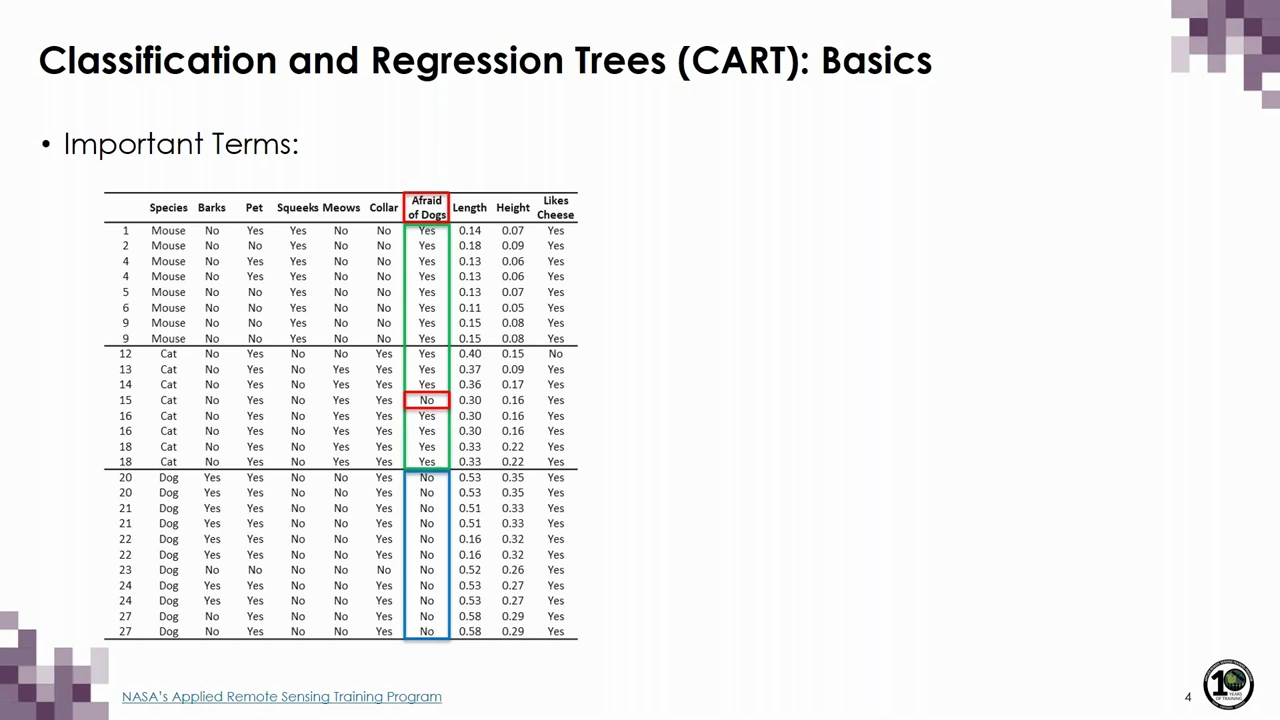 Classification and Regression Trees (CART): Basics
• Important Terms:
Species Barks Pet Squeeks Meows Collar Afraid of Dogs Length Height Likes Cheese
1 Mouse No Yes Yes No No Yes 0.14 0.07 Yes
2 Mouse No No Yes No No Yes 0.18 0.09 Yes
4 Mouse No Yes Yes No No Yes 0.13 0.06 Yes
4 Mouse No Yes Yes No No Yes 0.13 0.06 Yes
5 Mouse No No Yes No No Yes 0.13 0.07 Yes
6 Mouse No No Yes No No Yes 0.11 0.05 Yes
9 Mouse No No Yes No No Yes 0.15 0.08 Yes
9 Mouse No No Yes No No Yes 0.15 0.08 Yes
12 Cat No Yes No No Yes Yes 0.40 0.15 No
13 Cat No Yes No Yes Yes Yes 0.37 0.09 Yes
14 Cat No Yes No Yes Yes Yes 0.36 0.17 Yes
15 Cat No Yes No Yes Yes No 0.30 0.16 Yes
16 Cat No Yes No Yes Yes Yes 0.30 0.16 Yes
16 Cat No Yes No Yes Yes Yes 0.30 0.16 Yes
18 Cat No Yes No Yes Yes Yes 0.33 0.22 Yes
18 Cat No Yes No Yes Yes Yes 0.33 0.22 Yes
20 Dog Yes Yes No No Yes No 0.53 0.35 Yes
20 Dog Yes Yes No No Yes No 0.53 0.35 Yes
21 Dog Yes Yes No No Yes No 0.51 0.33 Yes
21 Dog Yes Yes No No Yes No 0.51 0.33 Yes
22 Dog Yes Yes No No Yes No 0.16 0.32 Yes
22 Dog Yes Yes No No Yes No 0.16 0.32 Yes
23 Dog No No No No No No 0.52 0.26 Yes
24 Dog Yes Yes No No Yes No 0.53 0.27 Yes
24 Dog Yes Yes No No Yes No 0.53 0.27 Yes
27 Dog No Yes No No Yes No 0.58 0.29 Yes
27 Dog No Yes No No Yes No 0.58 0.29 Yes
NASA's Applied Remote Sensing Training Program
4
10
YEARS
OF TRAINING